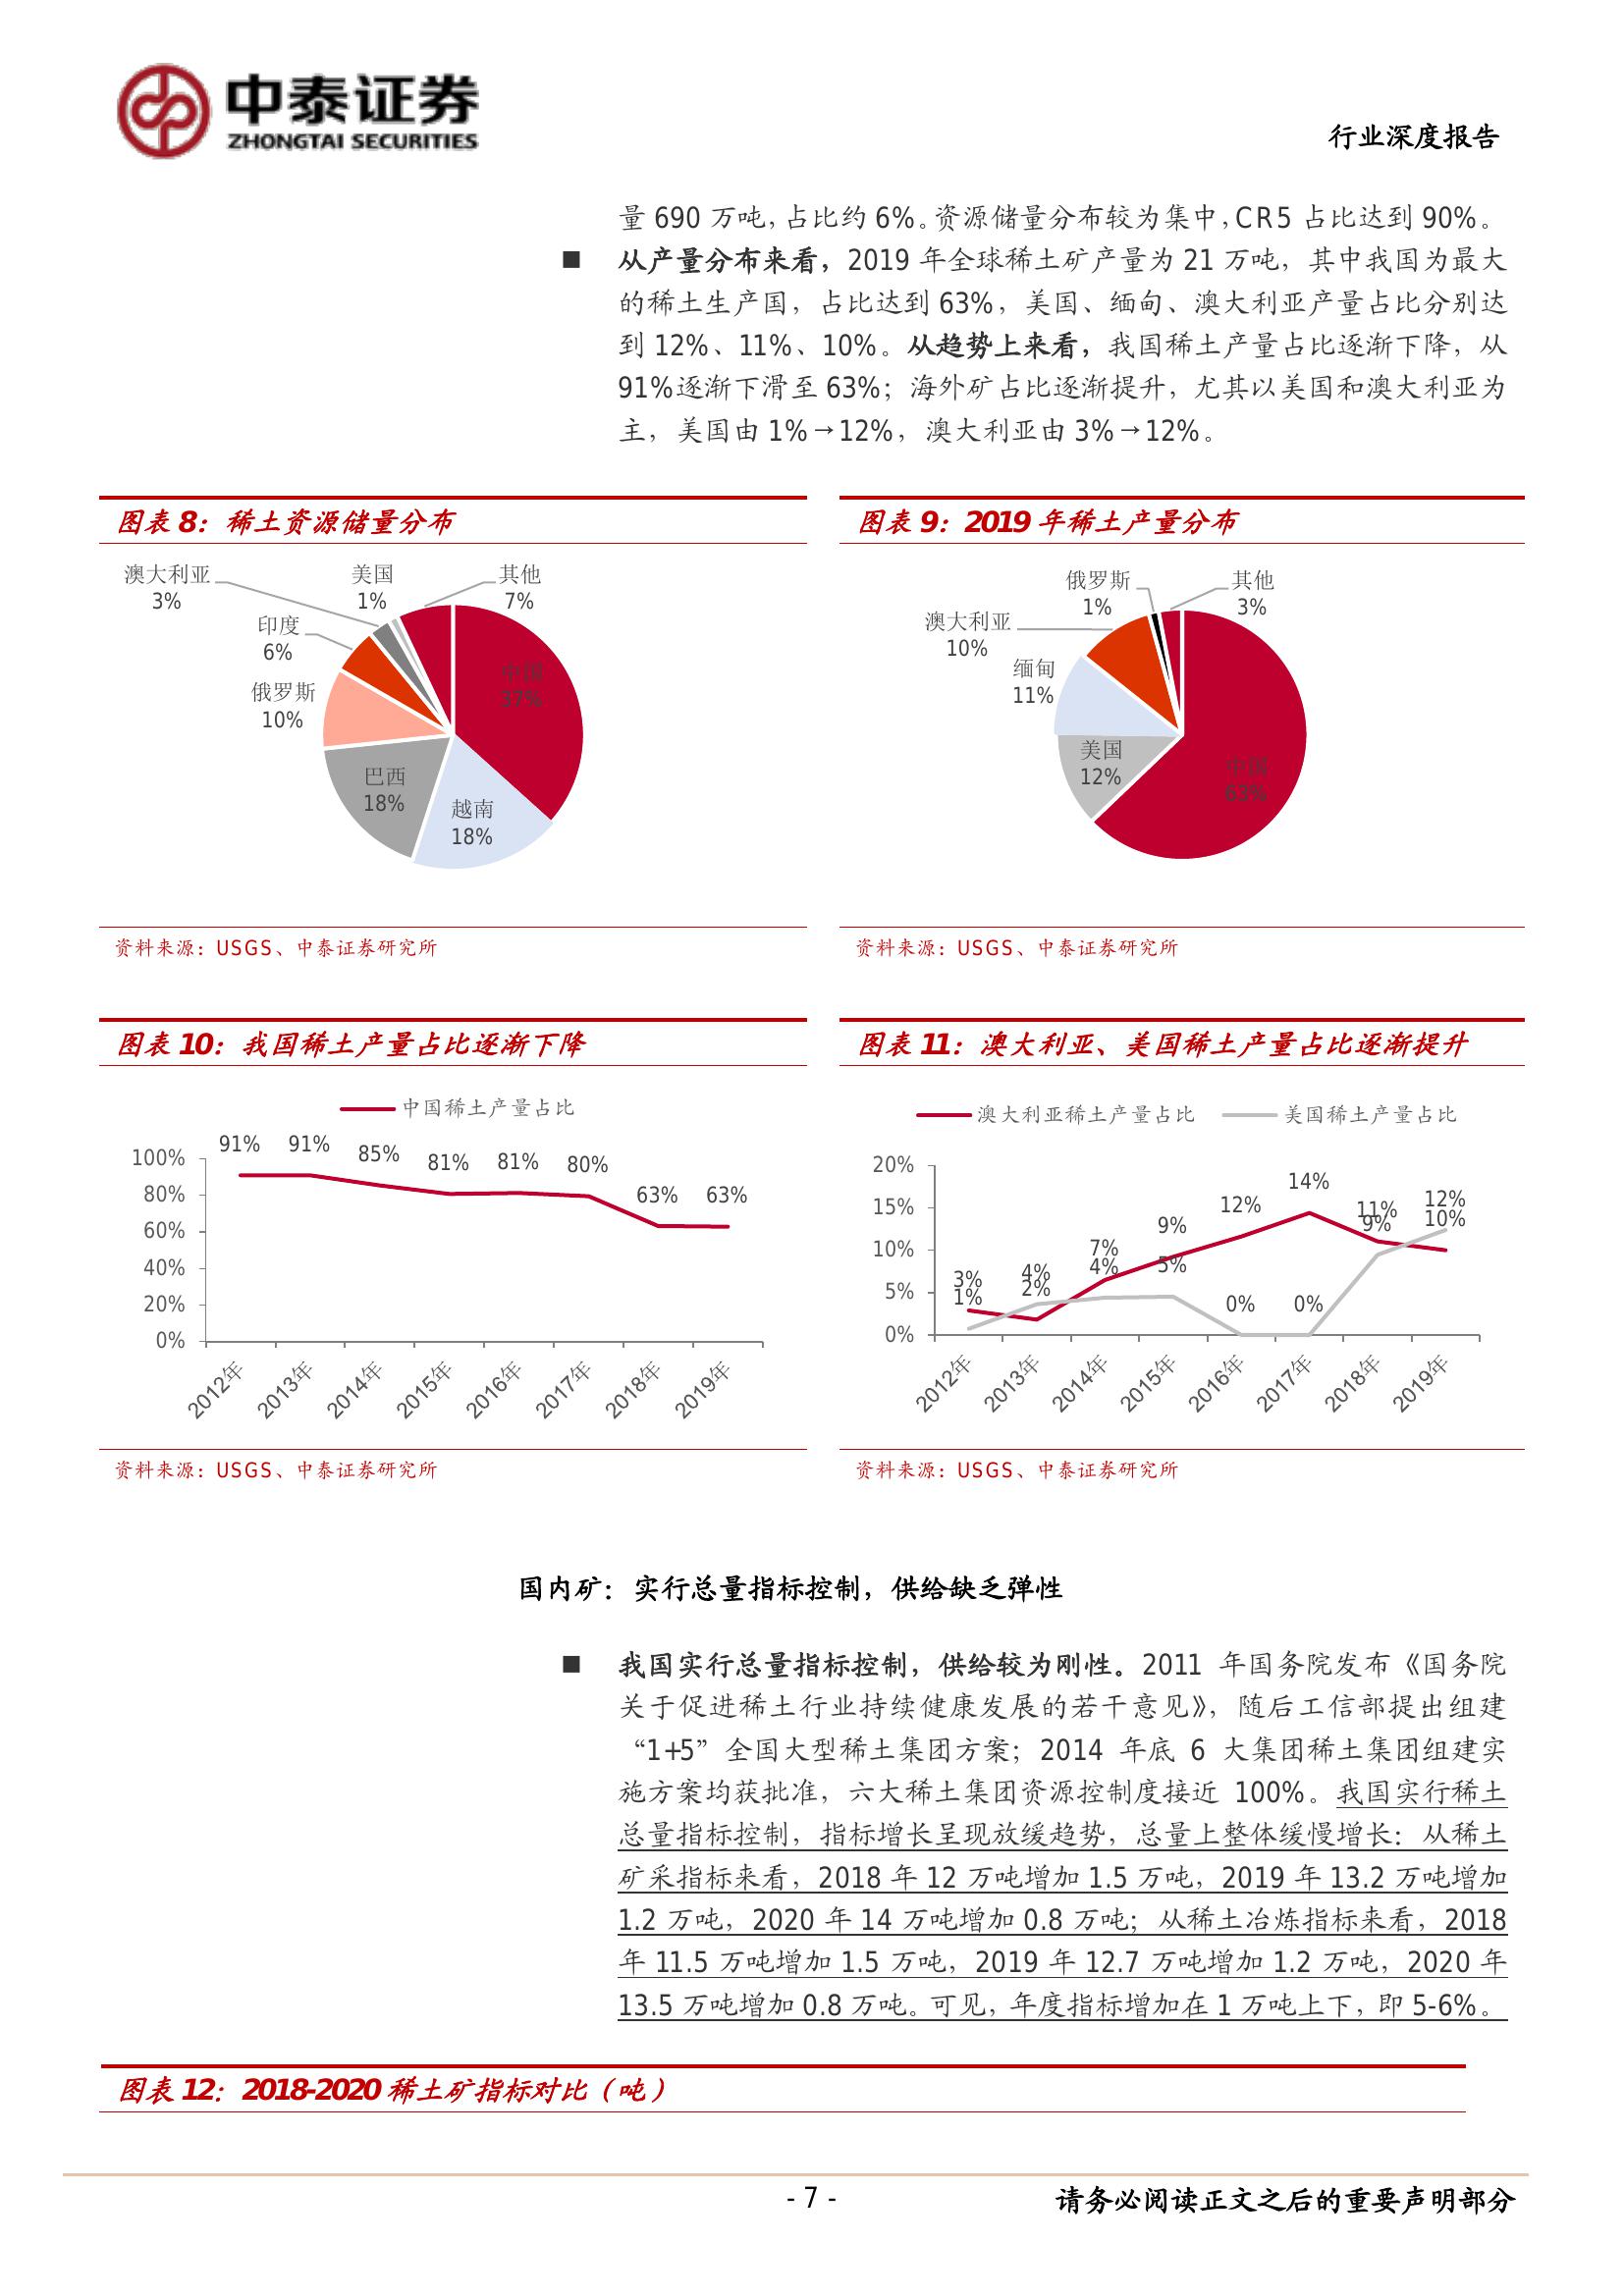 中泰证券
ZHONGTAI SECURITIES
行业深度报告
量 690 万吨，占比约 6%。资源储量分布较为集中，CR5 占比达到 90%。
■ 从产量分布来看，2019 年全球稀土矿产量为 21 万吨，其中我国为最大
的稀土生产国，占比达到 63%，美国、缅甸、澳大利亚产量占比分别达
到 12%、11%、10%。从趋势上来看，我国稀土产量占比逐渐下降，从
91%逐渐下滑至 63%；海外矿占比逐渐提升，尤其以美国和澳大利亚为
主，美国由 1%→12%，澳大利亚由 3%→12%。
图表 8：稀土资源储量分布
澳大利亚
3%
美国
1%
其他
7%
印度
6%
俄罗斯
10%
中国
37%
巴西
18%
越南
18%
资料来源：USGS、中泰证券研究所
图表 9：2019 年稀土产量分布
俄罗斯
1%
其他
3%
澳大利亚
10%
缅甸
11%
美国
12%
中国
63%
资料来源：USGS、中泰证券研究所
图表 10：我国稀土产量占比逐渐下降
中国稀土产量占比
91% 91% 85% 81% 81% 80% 63% 63%
100%
80%
60%
40%
20%
0%
2012年 2013年 2014年 2015年 2016年 2017年 2018年 2019年
资料来源：USGS、中泰证券研究所
图表 11：澳大利亚、美国稀土产量占比逐渐提升
澳大利亚稀土产量占比 美国稀土产量占比
20%
15%
10%
5%
0%
3% 4% 7% 9% 12% 14% 11% 12%
1% 2% 4% 5% 0% 0% 9% 10%
2012年 2013年 2014年 2015年 2016年 2017年 2018年 2019年
资料来源：USGS、中泰证券研究所
国内矿：实行总量指标控制，供给缺乏弹性
■ 我国实行总量指标控制，供给较为刚性。2011 年国务院发布《国务院
关于促进稀土行业持续健康发展的若干意见》，随后工信部提出组建
“1+5”全国大型稀土集团方案；2014 年底 6 大集团稀土集团组建实
施方案均获批准，六大稀土集团资源控制度接近 100%。我国实行稀土
总量指标控制，指标增长呈现放缓趋势，总量上整体缓慢增长：从稀土
矿采指标来看，2018 年 12 万吨增加 1.5 万吨，2019 年 13.2 万吨增加
1.2 万吨，2020 年 14 万吨增加 0.8 万吨；从稀土冶炼指标来看，2018
年 11.5 万吨增加 1.5 万吨，2019 年 12.7 万吨增加 1.2 万吨，2020 年
13.5 万吨增加 0.8 万吨。可见，年度指标增加在 1 万吨上下，即 5-6%。
图表 12：2018-2020 稀土矿指标对比（吨）
- 7 -
请务必阅读正文之后的重要声明部分